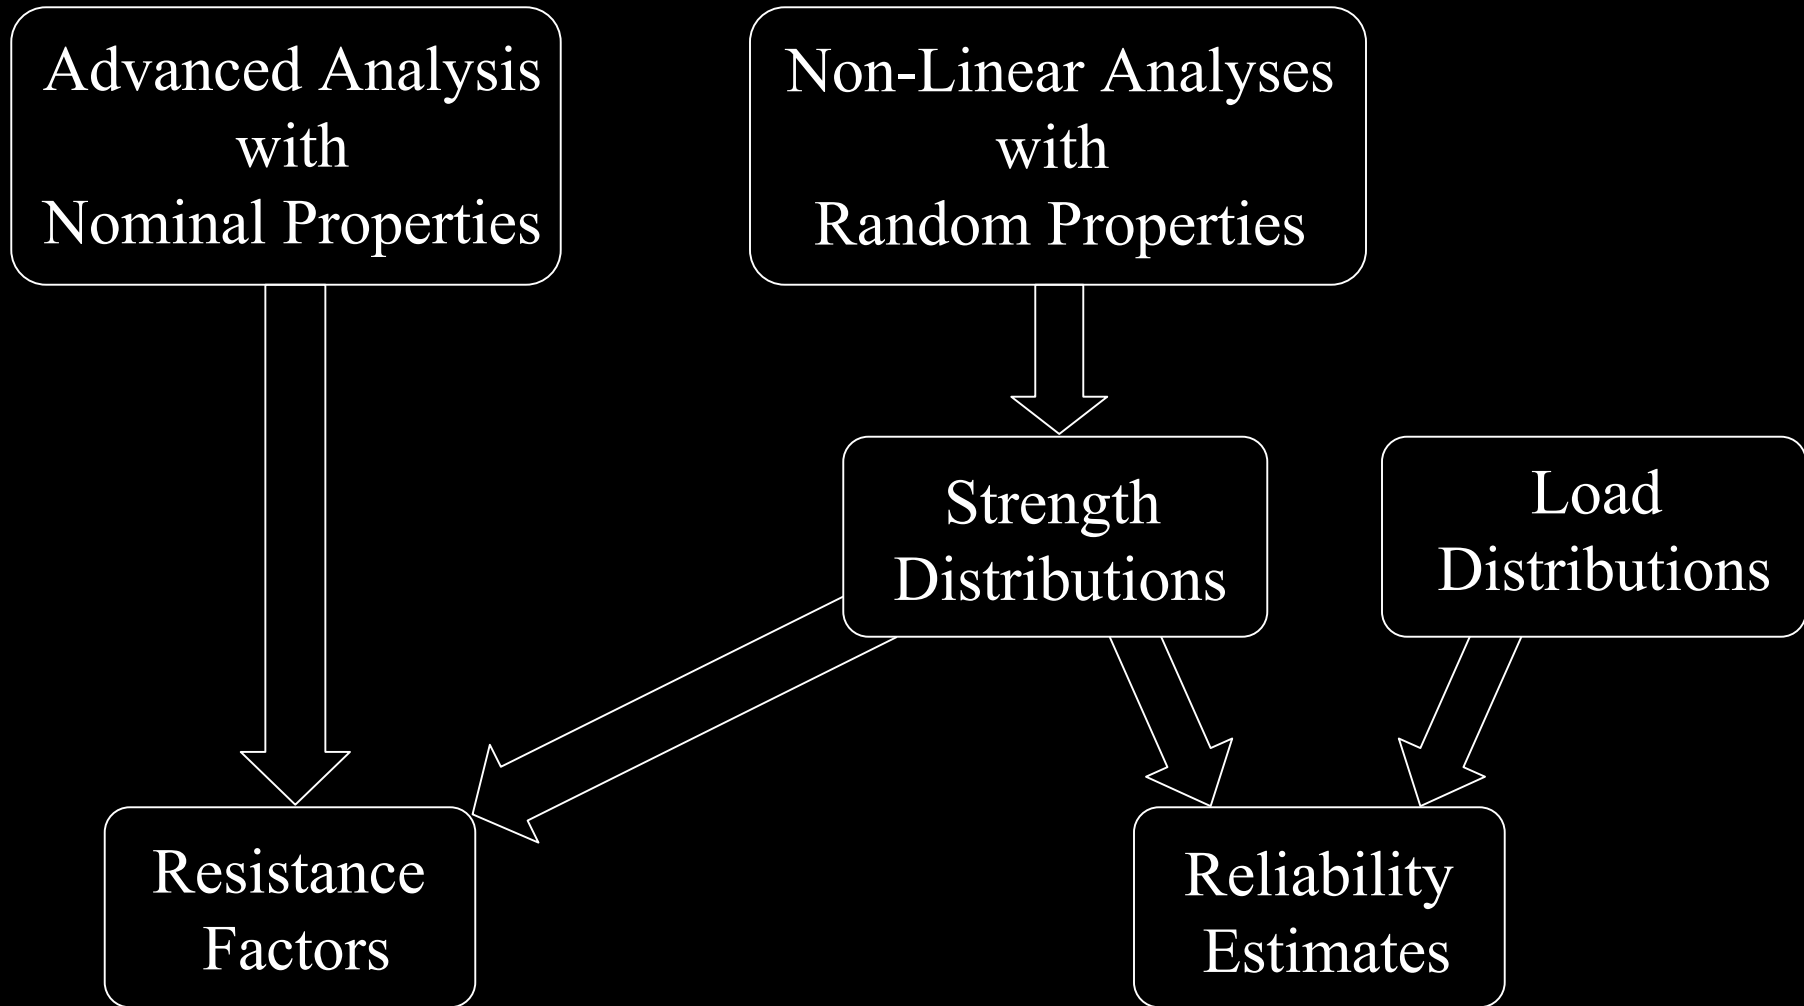 Advanced Analysis
with
Nominal Properties
Non-Linear Analyses
with
Random Properties
Strength
Distributions
Load
Distributions
Resistance
Factors
Reliability
Estimates